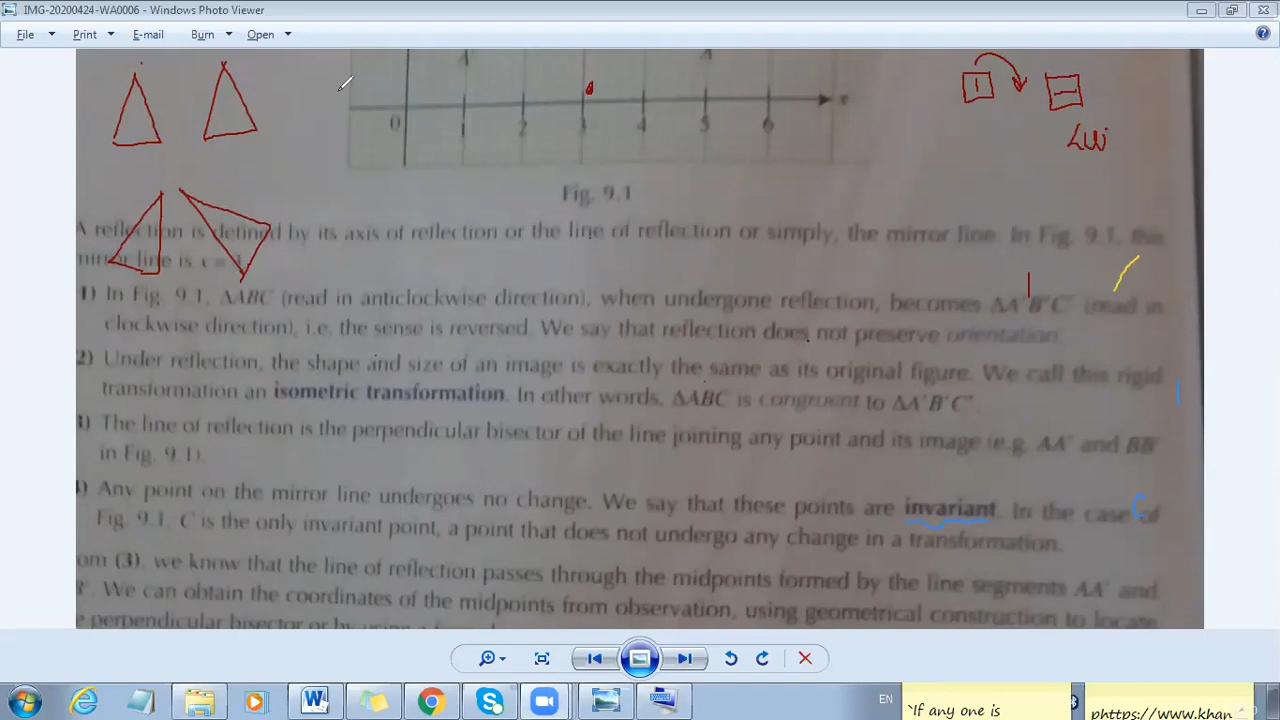 IMG-20200424-WA0006 - Windows Photo Viewer
File Print E-mail Burn Open
0 1 2 3 4 5 6 x
Fig. 9.1
A reflection is defined by its axis of reflection or the line of reflection or simply, the mirror line. In Fig. 9.1, this
mirror line is x =
1) In Fig. 9.1, ΔABC (read in anticlockwise direction), when undergone reflection, becomes ΔA'B'C' (read in
clockwise direction), i.e. the sense is reversed. We say that reflection does not preserve orientation.
2) Under reflection, the shape and size of an image is exactly the same as its original figure. We call this rigid
transformation an isometric transformation. In other words, ΔABC is congruent to ΔA'B'C'.
) The line of reflection is the perpendicular bisector of the line joining any point and its image (e.g. AA' and BB'
in Fig. 9.1).
) Any point on the mirror line undergoes no change. We say that these points are invariant. In the case of
Fig. 9.1, C is the only invariant point, a point that does not undergo any change in a transformation.
om (3), we know that the line of reflection passes through the midpoints formed by the line segments AA' and
We can obtain the coordinates of the midpoints from observation, using geometrical construction to locate
perpendicular bisector or by using a
EN
"If any one is
phttps://www.khan